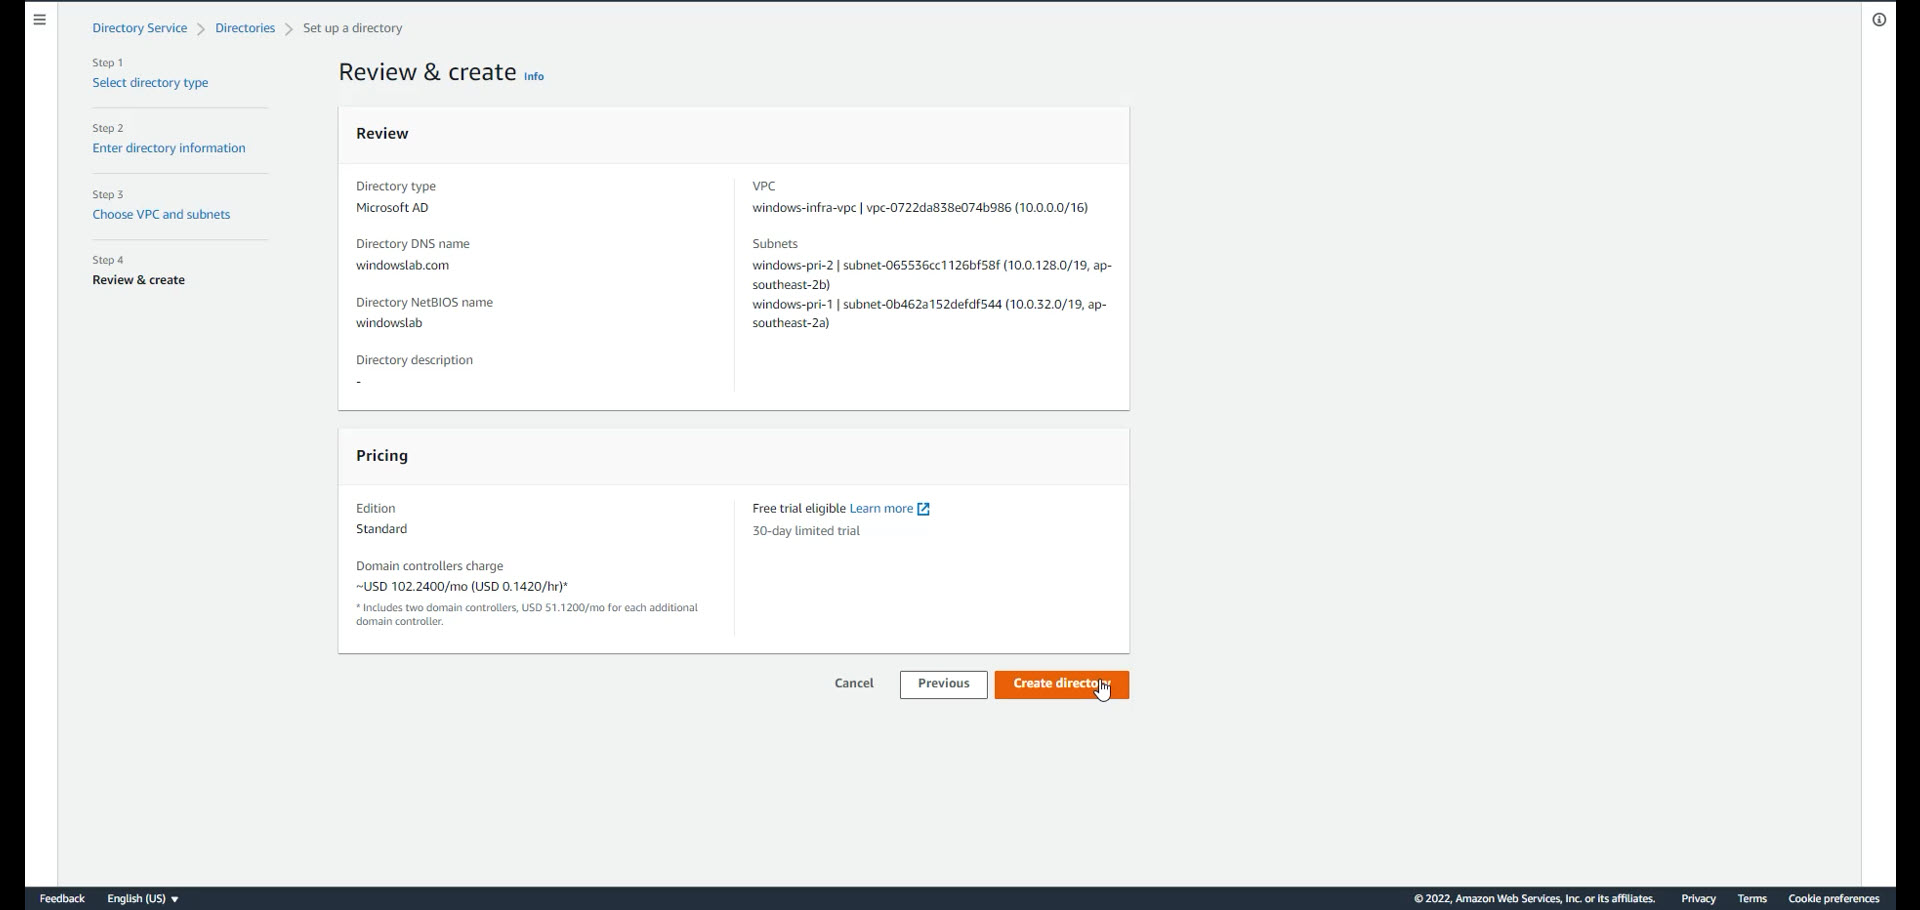 Directory Service > Directories > Set up a directory
Step 1
Select directory type
Step 2
Enter directory information
Step 3
Choose VPC and subnets
Step 4
Review & create
Review & create Info
Review
Directory type
Microsoft AD
Directory DNS name
windowslab.com
Directory NetBIOS name
windowslab
Directory description
-
VPC
windows-infra-vpc | vpc-0722da838e074b986 (10.0.0.0/16)
Subnets
windows-pri-2 | subnet-065536cc1126bf58f (10.0.128.0/19, ap-
southeast-2b)
windows-pri-1 | subnet-0b462a152defdf544 (10.0.32.0/19, ap-
southeast-2a)
Pricing
Edition
Standard
Domain controllers charge
~USD 102.2400/mo (USD 0.1420/hr)*
* Includes two domain controllers, USD 51.1200/mo for each additional
domain controller.
Free trial eligible Learn more
30-day limited trial
Cancel Previous Create directory
Feedback English (US) © 2022, Amazon Web Services, Inc. or its affiliates. Privacy Terms Cookie preferences